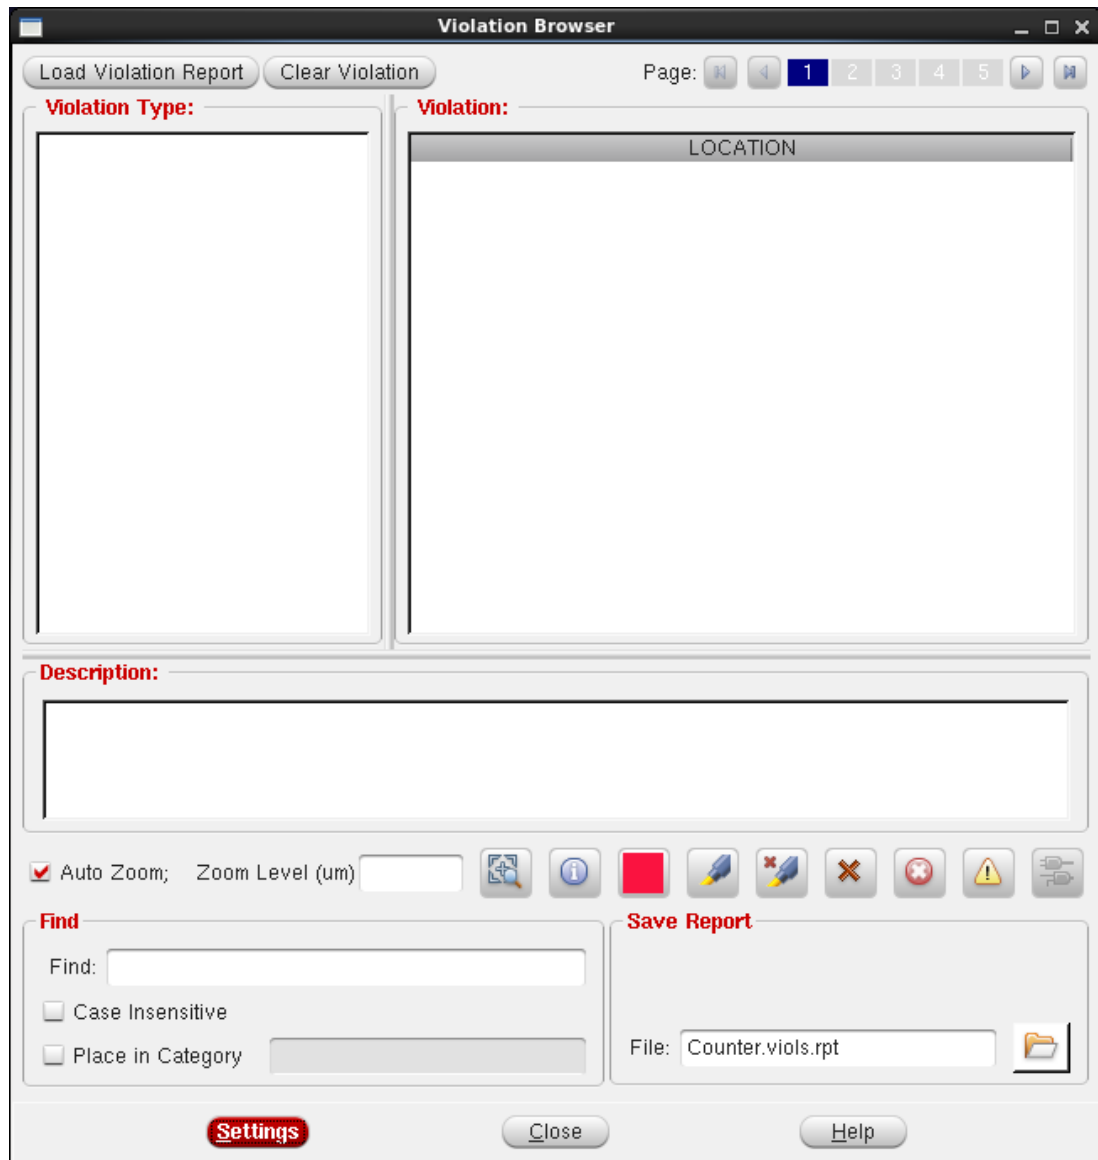 Violation Browser
Load Violation Report Clear Violation Page: 1 2 3 4 5
Violation Type: Violation:
LOCATION
Description:
Auto Zoom; Zoom Level (um)
Find Save Report
Find:
Case Insensitive
Place in Category File: Counter.viols.rpt
Settings Close Help